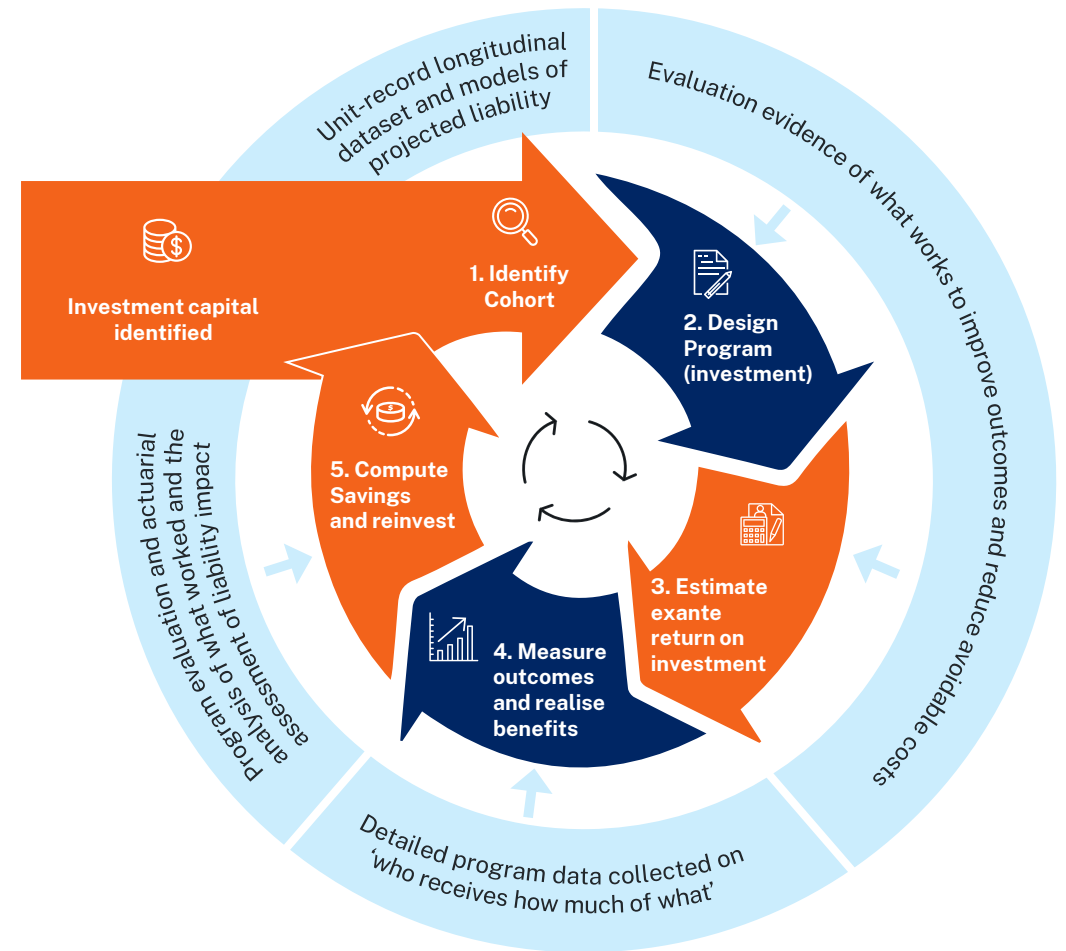 Unit-record longitudinal
dataset and models of
projected liability
Evaluation evidence of what works to improve outcomes and reduce avoidable costs
Investment capital
identified
$
1. Identify
Cohort
2. Design
Program
(investment)
3. Estimate
exante
return on
investment
4. Measure
outcomes
and realise
benefits
$
5. Compute
Savings
and reinvest
Detailed program data collected on
‘who receives how much of what’
Program evaluation and actuarial
analysis of what worked and the
assessment of liability impact